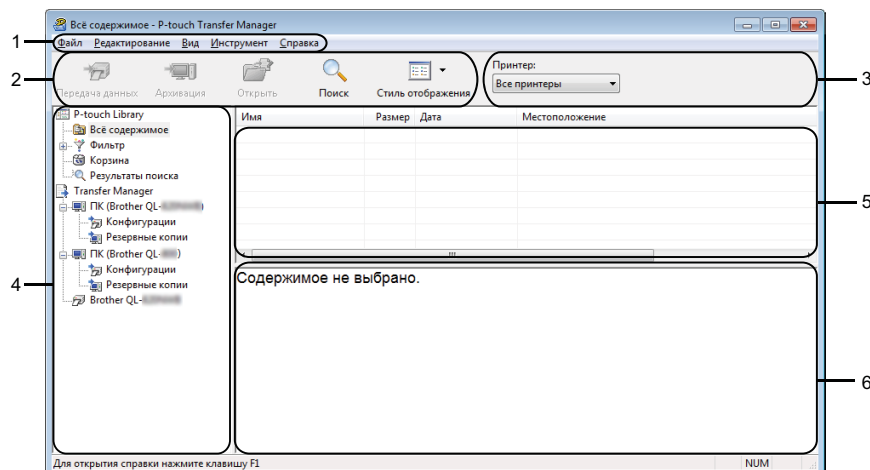 Всё содержимое - P-touch Transfer Manager
1
Файл Редактирование Вид Инструмент Справка
2
Передача данных Архивация Открыть Поиск Стиль отображения
Принтер:
Все принтеры
3
P-touch Library
Всё содержимое
Фильтр
Корзина
Результаты поиска
Transfer Manager
ПК (Brother QL- )
Конфигурации
Резервные копии
ПК (Brother QL- )
Конфигурации
Резервные копии
Brother QL-
4
Имя Размер Дата Местоположение
5
Содержимое не выбрано.
6
Для открытия справки нажмите клавишу F1
NUM